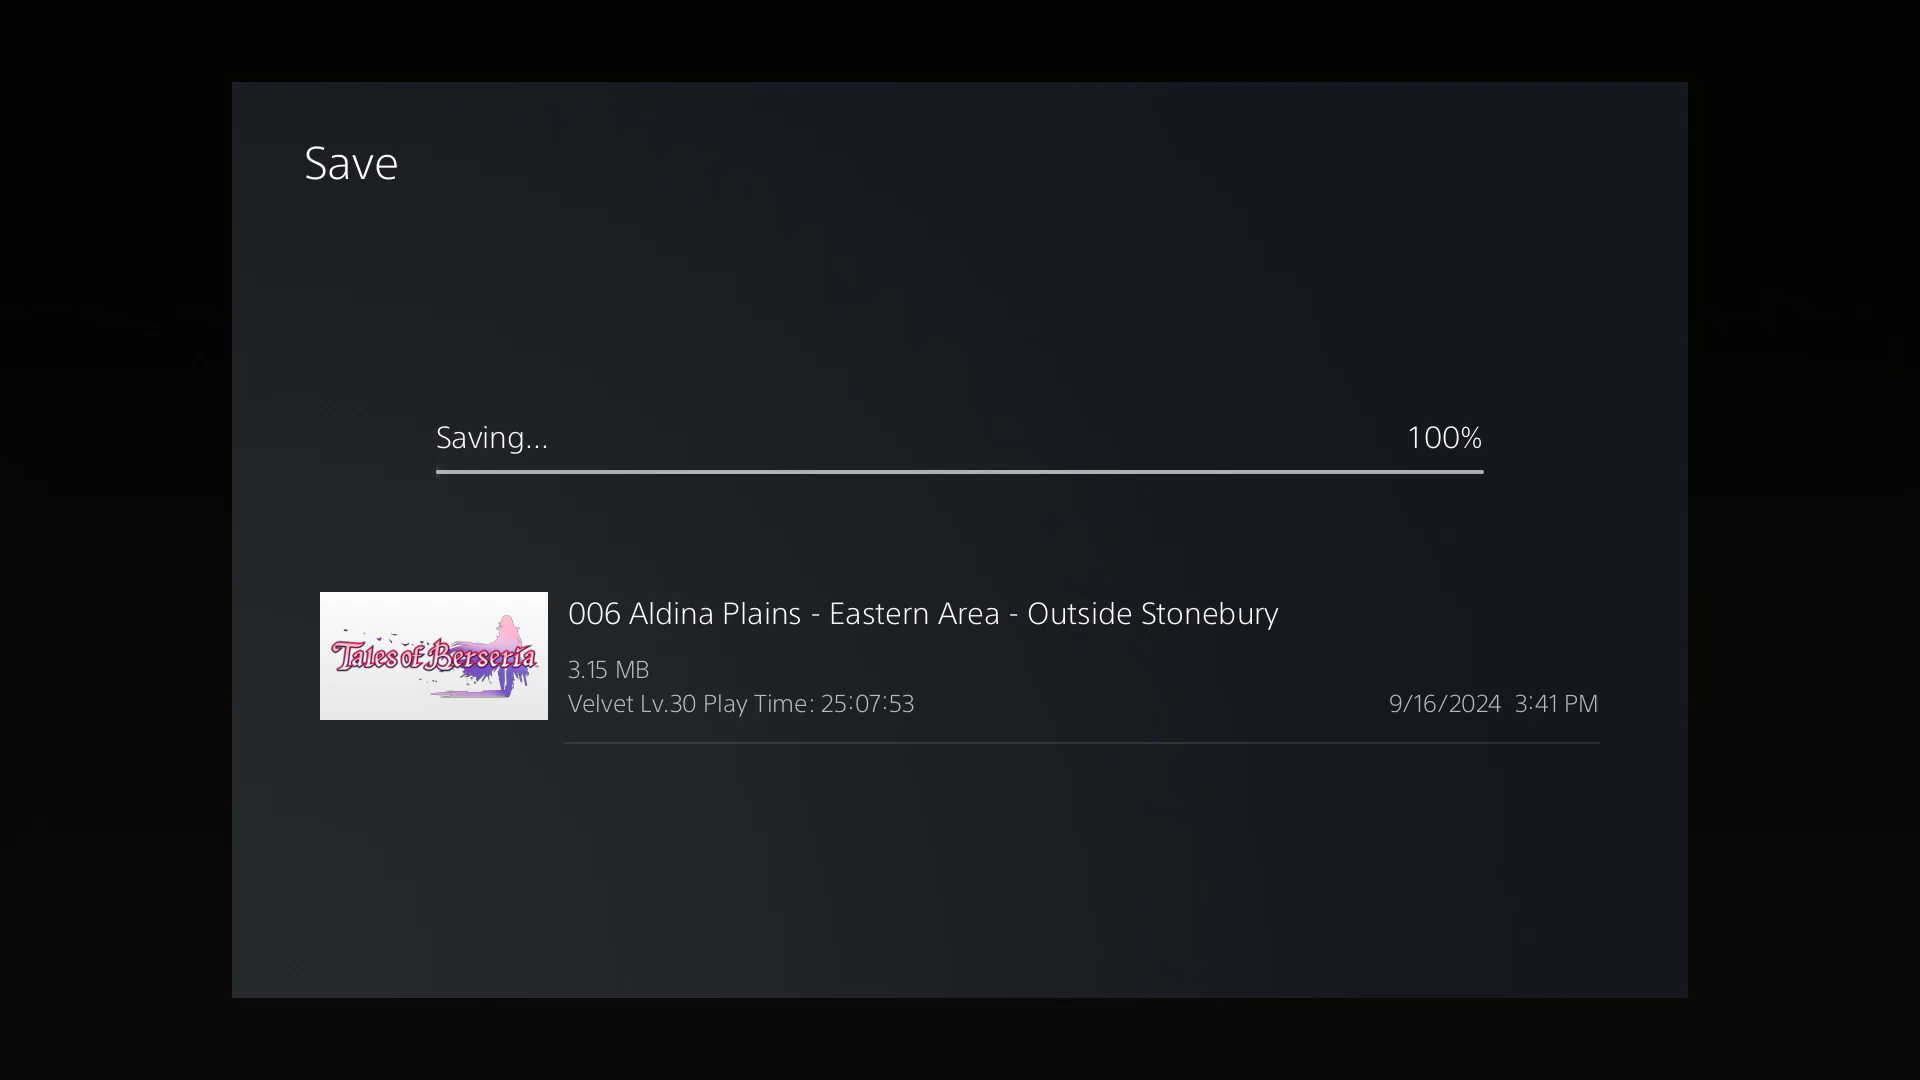 Save
Saving...
100%
Tales of Berseria
006 Aldina Plains - Eastern Area - Outside Stonebury
3.15 MB
Velvet Lv.30 Play Time: 25:07:53
9/16/2024 3:41 PM